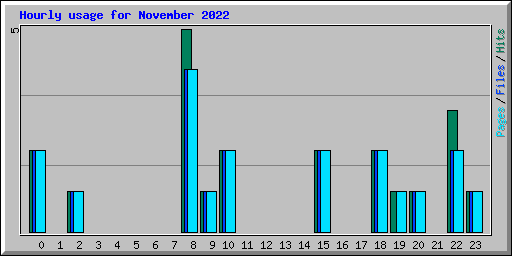 Hourly usage for November 2022
5
Pages / Files / Hits
0 1 2 3 4 5 6 7 8 9 10 11 12 13 14 15 16 17 18 19 20 21 22 23